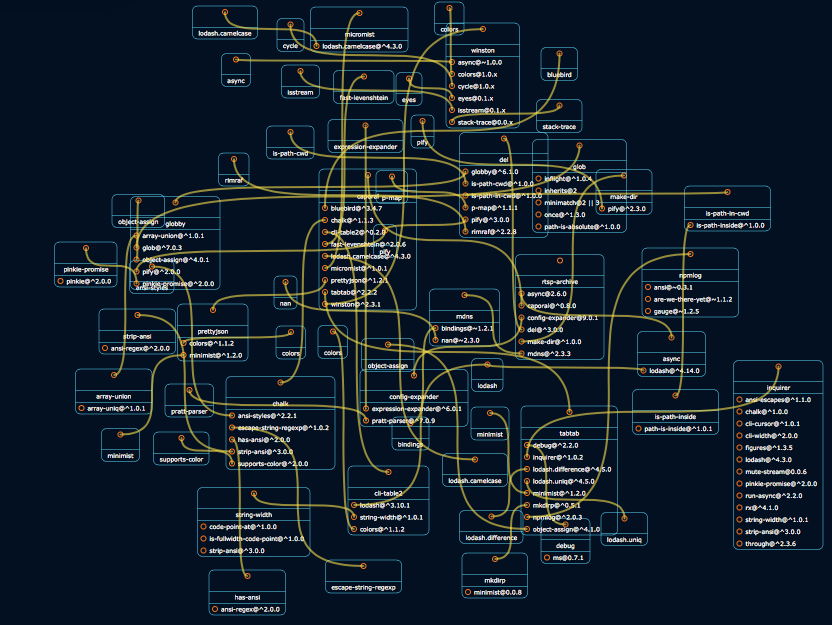 lodash.camelcase
cycle
micromist
lodash.camelcase@^4.3.0
colors
winston
async@~1.0.0
colors@1.0.x
cycle@1.0.x
eyes@0.1.x
isstream@0.1.x
stack-trace@0.0.x
async
isstream
fast-levenshtein
eyes
bluebird
stack-trace
is-path-cwd
expression-expander
pify
rimraf
del
globby@^6.1.0
is-path-cwd@^1.0.0
is-path-in-cwd@^1.0.0
p-map@^1.1.1
pify@^3.0.0
rimraf@^2.2.8
glob
inflight@^1.0.4
inherits@2
minimatch@2 || 3
once@^1.3.0
path-is-absolute@^1.0.0
make-dir
pify@^2.3.0
is-path-in-cwd
is-path-inside@^1.0.0
object-assign
globby
array-union@^1.0.1
glob@^7.0.3
object-assign@^4.0.1
pify@^2.0.0
pinkie-promise@^2.0.0
ansi-styles
p-map
bluebird@^3.4.7
chalk@^1.1.3
cli-table2@^0.2.0
fast-levenshtein@^2.0.6
lodash.camelcase@^4.3.0
micromist@^1.0.1
prettyjson@^1.2.1
tabtab@^2.2.2
winston@^2.3.1
pify
pinkie-promise
pinkie@^2.0.0
rtsp-archive
async@2.6.0
caporal@^0.8.0
config-expander@9.0.1
del@^3.0.0
make-dir@^1.0.0
mdns@^2.3.3
npmlog
ansi@~0.3.1
are-we-there-yet@~1.1.2
gauge@~1.2.5
nan
mdns
bindings@~1.2.1
nan@~2.3.0
strip-ansi
ansi-regex@^2.0.0
prettyjson
colors@^1.1.2
minimist@^1.2.0
colors
colors
object-assign
async
lodash@^4.14.0
lodash
array-union
array-uniq@^1.0.1
pratt-parser
chalk
ansi-styles@^2.2.1
escape-string-regexp@^1.0.2
has-ansi@^2.0.0
strip-ansi@^3.0.0
supports-color@^2.0.0
config-expander
expression-expander@^6.0.1
pratt-parser@^7.0.9
bindings
inquirer
ansi-escapes@^1.1.0
chalk@^1.0.0
cli-cursor@^1.0.1
cli-width@^2.0.0
figures@^1.3.5
lodash@^4.3.0
mute-stream@0.0.6
pinkie-promise@^2.0.0
run-async@^2.2.0
rx@^4.1.0
string-width@^1.0.1
strip-ansi@^3.0.0
through@^2.3.6
is-path-inside
path-is-inside@^1.0.1
minimist
supports-color
minimist
tabtab
debug@^2.2.0
inquirer@^1.0.2
lodash.difference@^4.5.0
lodash.uniq@^4.5.0
minimist@^1.2.0
mkdirp@^0.5.1
npmlog@^2.0.3
object-assign@^4.1.0
lodash.camelcase
cli-table2
lodash@^3.10.1
string-width@^1.0.1
colors@^1.1.2
string-width
code-point-at@^1.0.0
is-fullwidth-code-point@^1.0.0
strip-ansi@^3.0.0
lodash.difference
debug
ms@0.7.1
lodash.uniq
has-ansi
ansi-regex@^2.0.0
escape-string-regexp
mkdirp
minimist@0.0.8